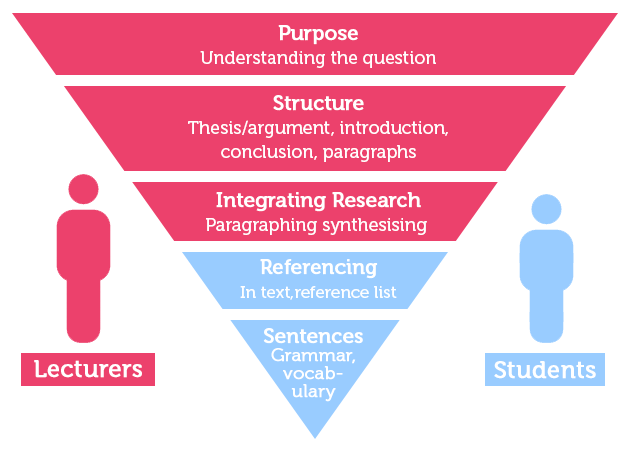 Purpose
Understanding the question
Structure
Thesis/argument, introduction,
conclusion, paragraphs
Integrating Research
Paragraphing synthesising
Referencing
In text,reference list
Sentences
Grammar,
vocab-
ulary
Lecturers
Students